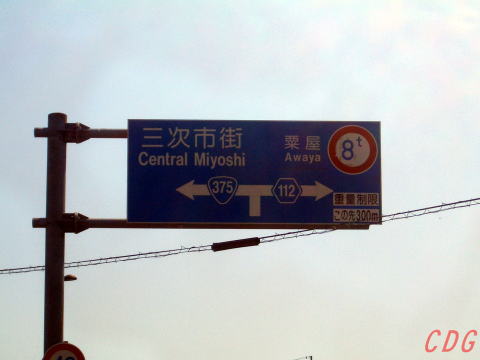 三次市街
Central Miyoshi
粟屋
Awaya
8t
375
112
重量制限
この先300m
CDG